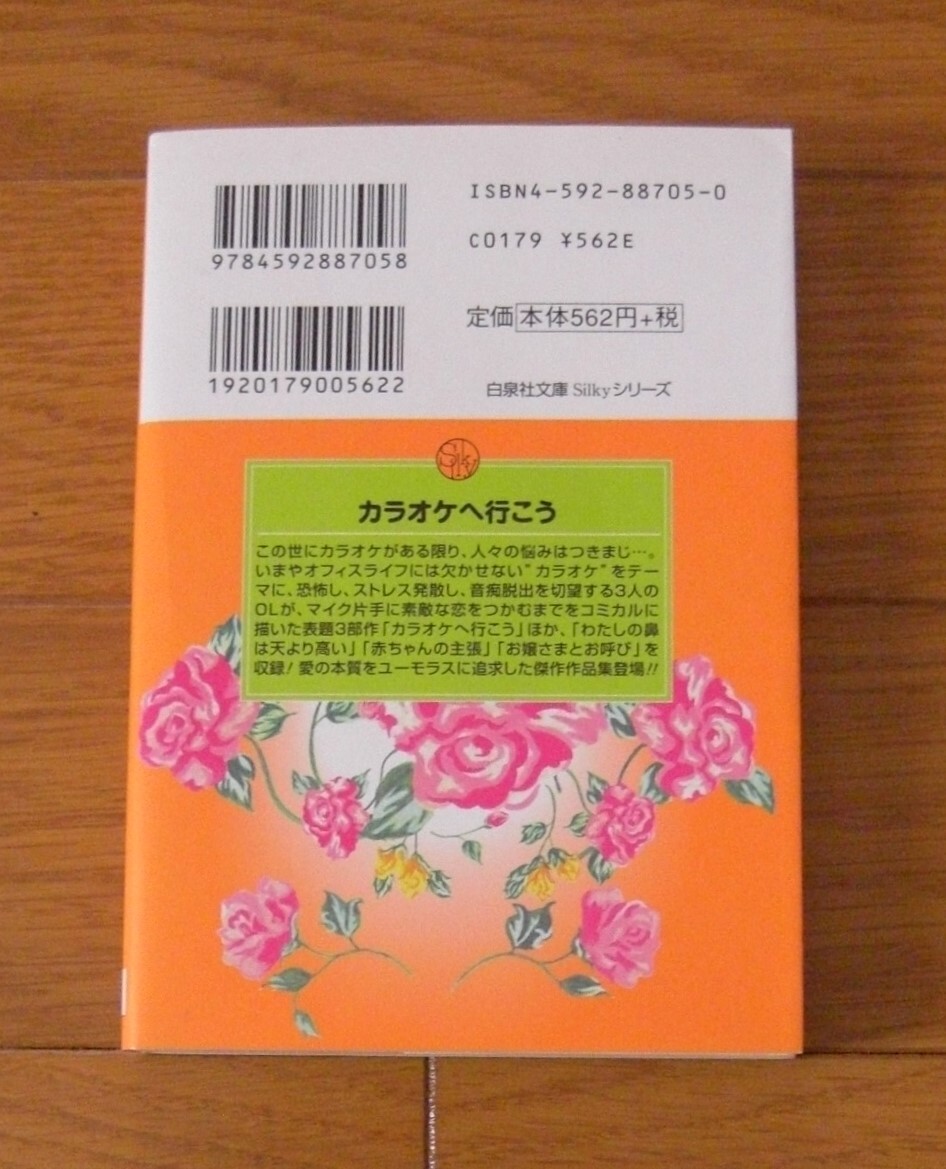 ISBN4-592-88705-0
9784592887058
C0179 ¥562E
定価 本体562円+税
1920179005622
白泉社文庫 Silkyシリーズ
Silky
カラオケへ行こう
この世にカラオケがある限り、人々の悩みはつきまじ…。
いまやオフィスライフには欠かせない"カラオケ"をテー
マに、恐怖し、ストレス発散し、音痴脱出を切望する3人の
OLが、マイク片手に素敵な恋をつかむまでをコミカルに
描いた表題3部作「カラオケへ行こう」ほか、「わたしの鼻
は天より高い」「赤ちゃんの主張」「お嬢さまとお呼び」を
収録!愛の本質をユーモラスに追求した傑作作品集登場!!